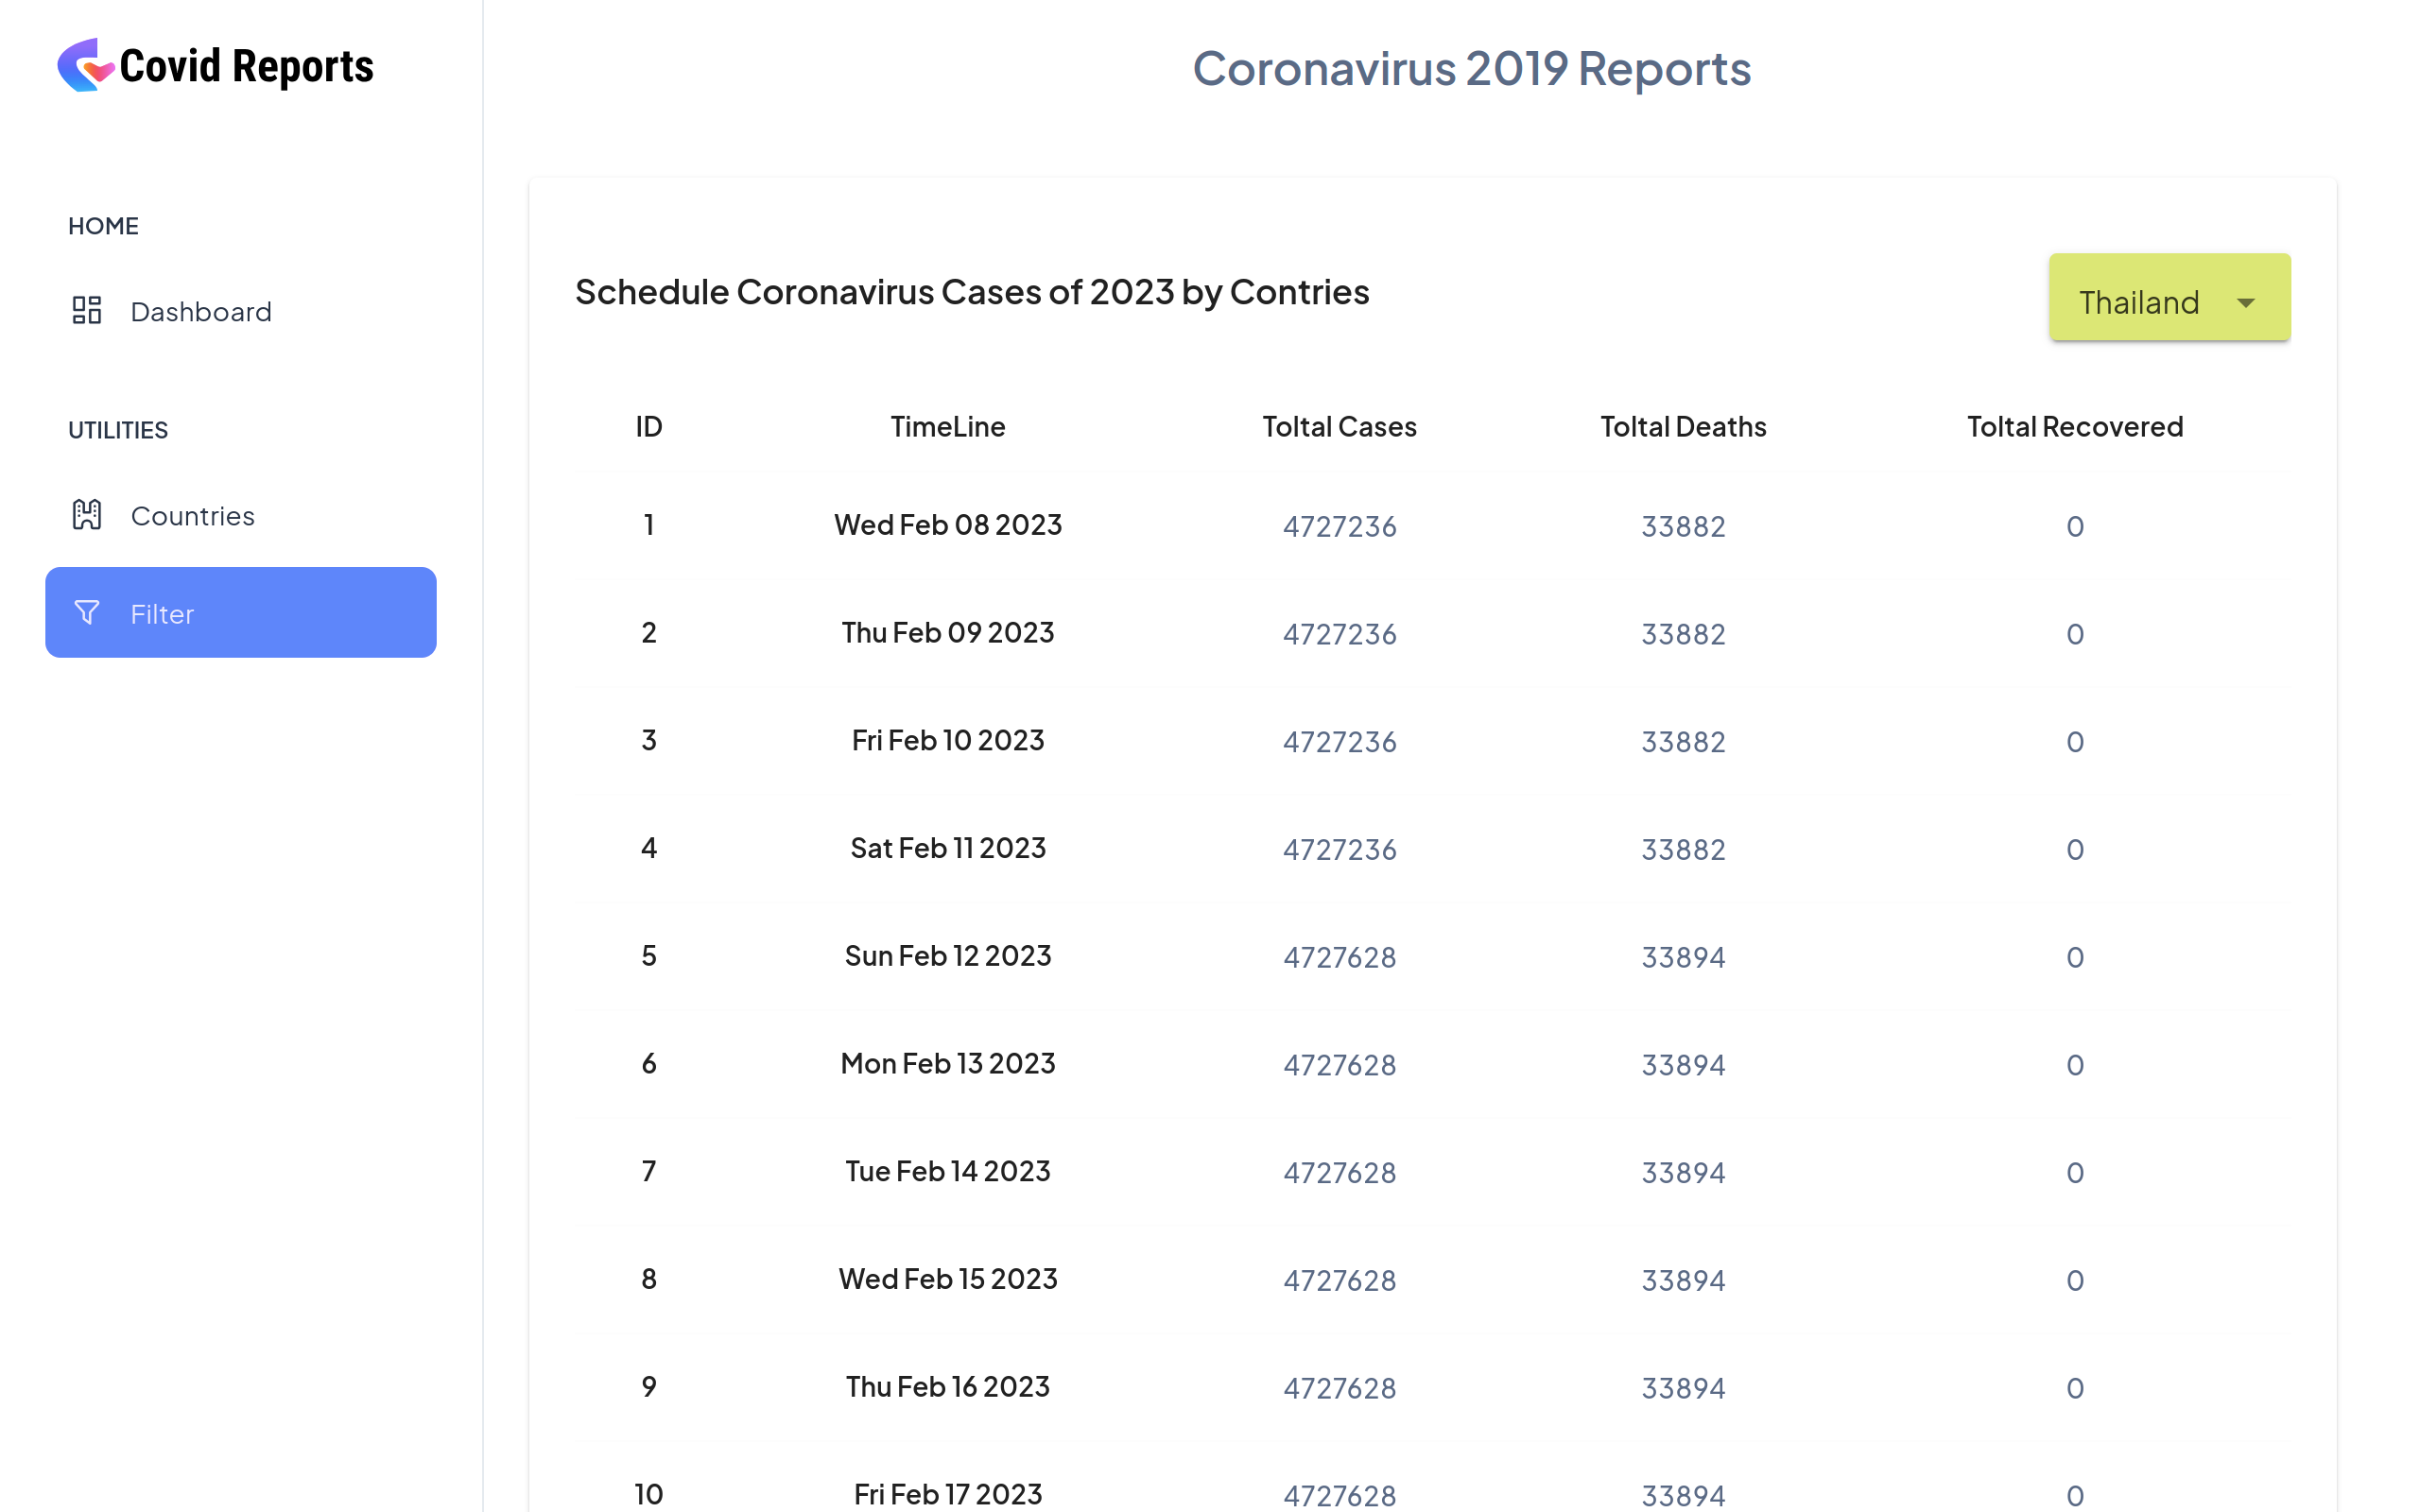 Covid Reports
Coronavirus 2019 Reports
HOME
Dashboard
UTILITIES
Countries
Filter
Schedule Coronavirus Cases of 2023 by Contries
Thailand
ID TimeLine Toltal Cases Toltal Deaths Toltal Recovered
1 Wed Feb 08 2023 4727236 33882 0
2 Thu Feb 09 2023 4727236 33882 0
3 Fri Feb 10 2023 4727236 33882 0
4 Sat Feb 11 2023 4727236 33882 0
5 Sun Feb 12 2023 4727628 33894 0
6 Mon Feb 13 2023 4727628 33894 0
7 Tue Feb 14 2023 4727628 33894 0
8 Wed Feb 15 2023 4727628 33894 0
9 Thu Feb 16 2023 4727628 33894 0
10 Fri Feb 17 2023 4727628 33894 0